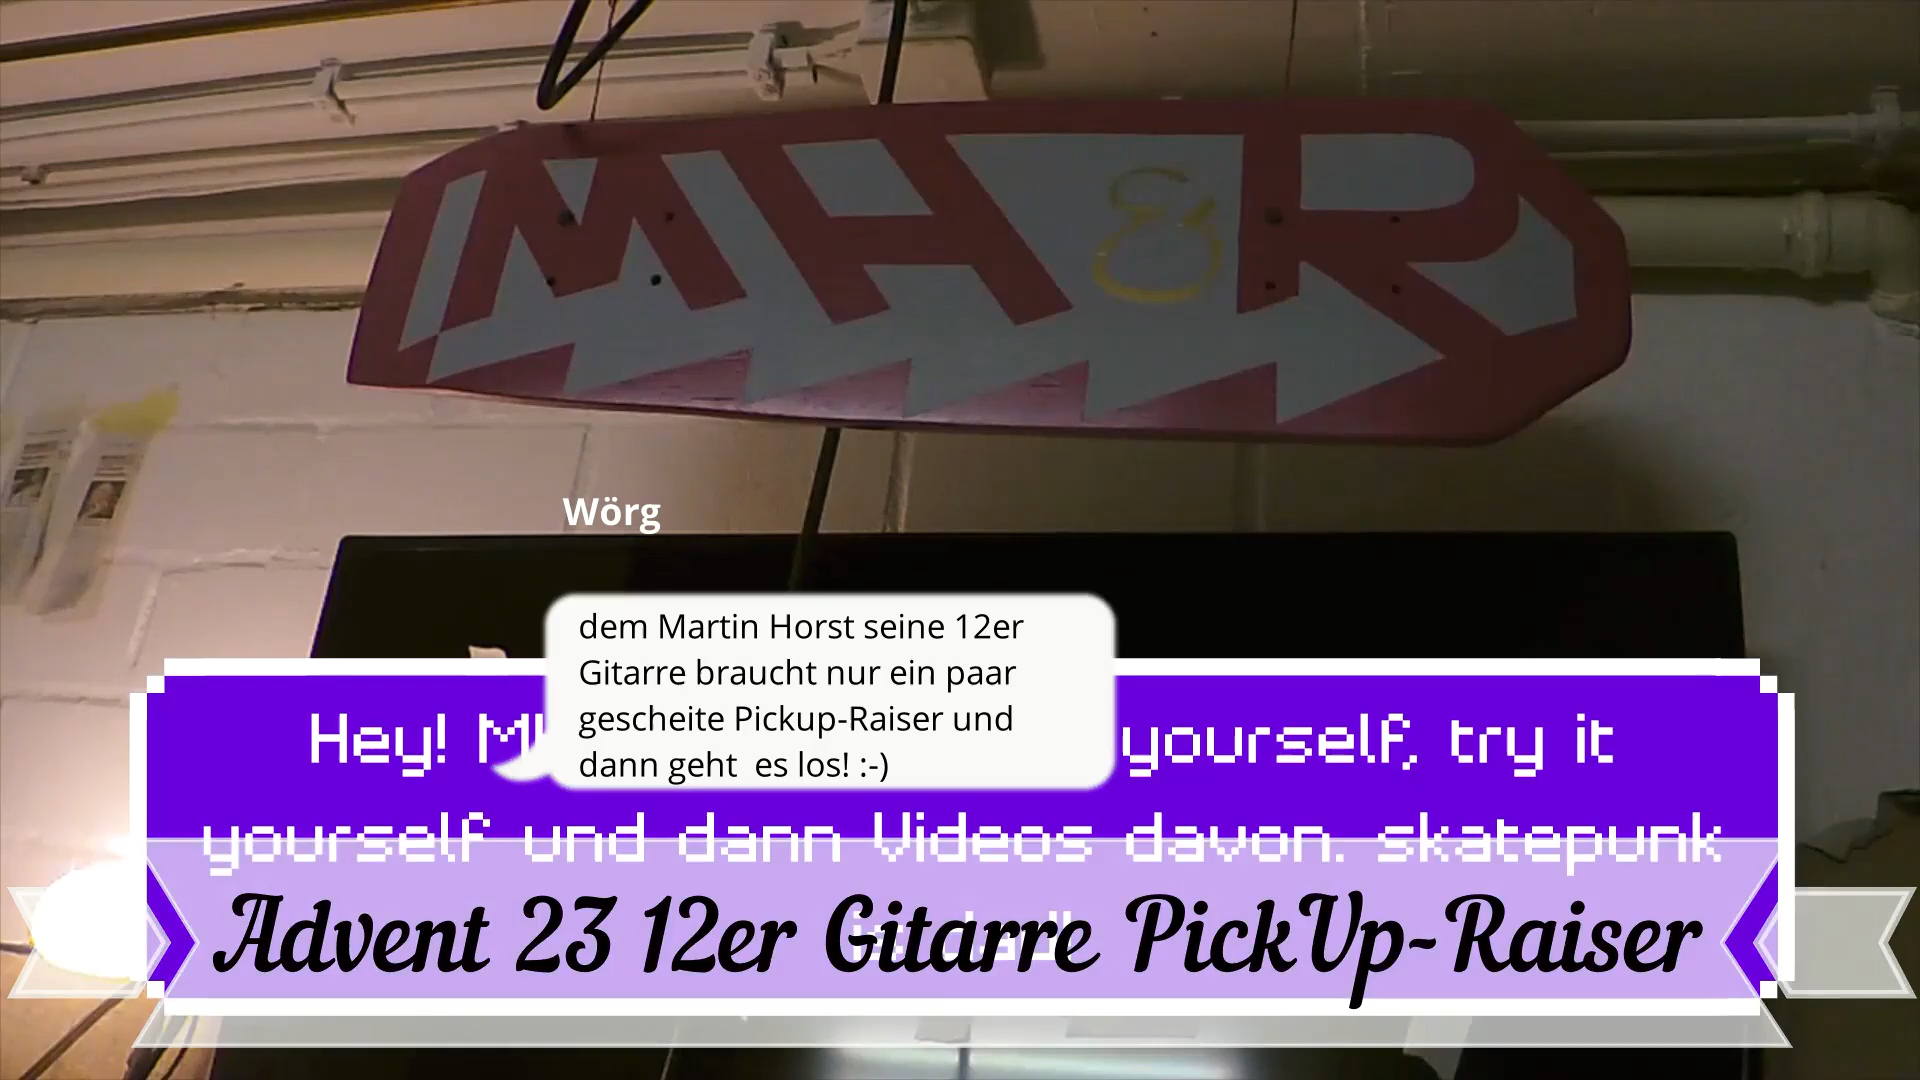 MHR
&
Wörg
dem Martin Horst seine 12er
Gitarre braucht nur ein paar
gescheite Pickup-Raiser und
dann geht es los! :-)
Hey! yourself, try it
yourself und dann Videos davon. skatepunk
Advent 23 12er Gitarre PickUp-Raiser